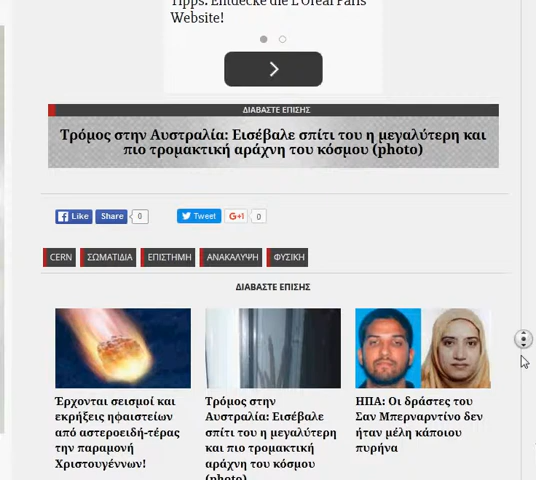 Tipps. Entdecke die L'Oréal Paris
Website!
ΔΙΑΒΑΣΤΕ ΕΠΙΣΗΣ
Τρόμος στην Αυστραλία: Εισέβαλε σπίτι του η μεγαλύτερη και
πιο τρομακτική αράχνη του κόσμου (photo)
Like Share 0 Tweet G+1 0
CERN ΣΩΜΑΤΙΔΙΑ ΕΠΙΣΤΗΜΗ ΑΝΑΚΑΛΥΨΗ ΦΥΣΙΚΗ
ΔΙΑΒΑΣΤΕ ΕΠΙΣΗΣ
Έρχονται σεισμοί και
εκρήξεις ηφαιστείων
από αστεροειδή-τέρας
την παραμονή
Χριστουγέννων!
Τρόμος στην
Αυστραλία: Εισέβαλε
σπίτι του η μεγαλύτερη
και πιο τρομακτική
αράχνη του κόσμου
(photo)
ΗΠΑ: Οι δράστες του
Σαν Μπερναρντίνο δεν
ήταν μέλη κάποιου
πυρήνα